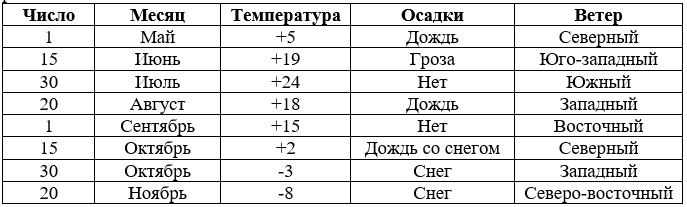 Число Месяц Температура Осадки Ветер
1 Май +5 Дождь Северный
15 Июнь +19 Гроза Юго-западный
30 Июль +24 Нет Южный
20 Август +18 Дождь Западный
1 Сентябрь +15 Нет Восточный
15 Октябрь +2 Дождь со снегом Северный
30 Октябрь -3 Снег Западный
20 Ноябрь -8 Снег Северо-восточный